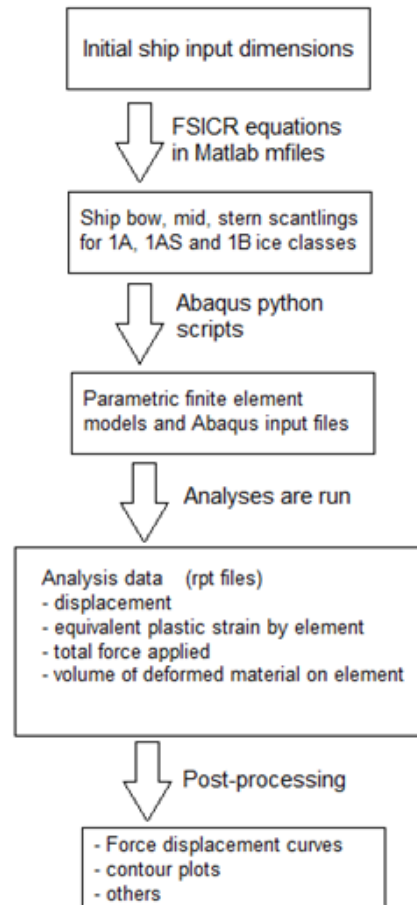 Initial ship input dimensions
FSICR equations
in Matlab mfiles
Ship bow, mid, stern scantlings
for 1A, 1AS and 1B ice classes
Abaqus python
scripts
Parametric finite element
models and Abaqus input files
Analyses are run
Analysis data (rpt files)
- displacement
- equivalent plastic strain by element
- total force applied
- volume of deformed material on element
Post-processing
- Force displacement curves
- contour plots
- others